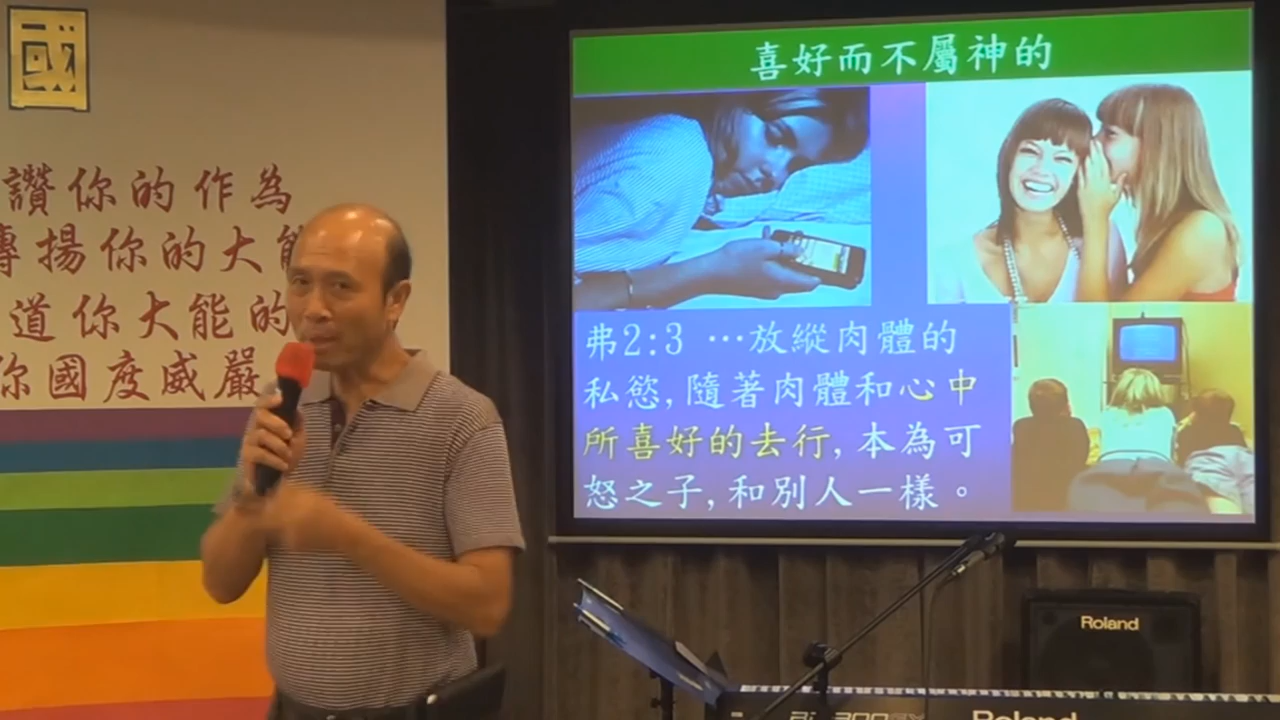 國
讚你的作為
傳揚你的大能
道你大能的
你國度威嚴
喜好而不屬神的
弗2:3 …放縱肉體的
私慾,隨著肉體和心中
所喜好的去行,本為可
怒之子,和別人一樣。
Roland
Roland